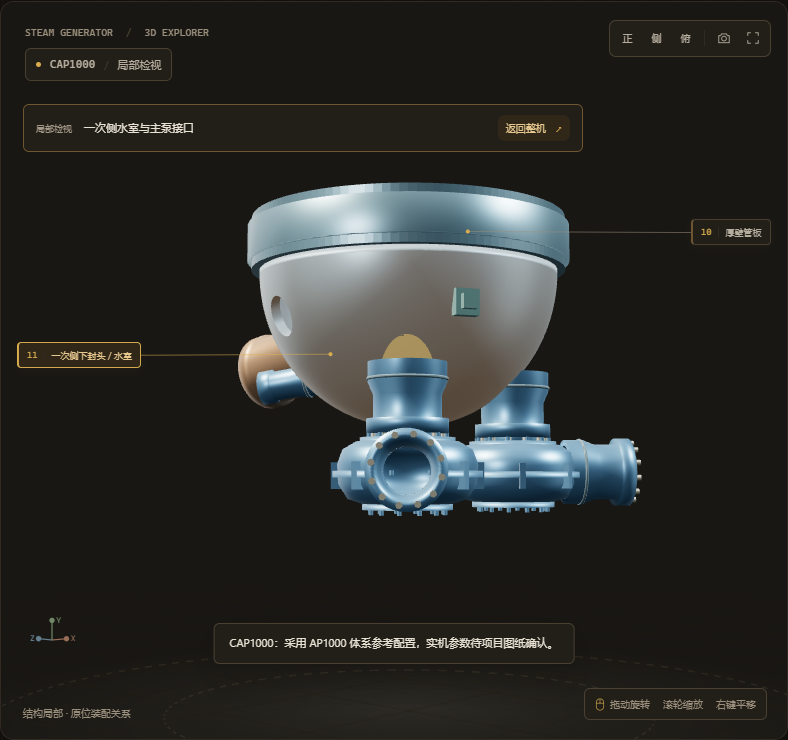 STEAM GENERATOR / 3D EXPLORER
正 侧 俯
CAP1000 / 局部检视
局部检视 一次侧水室与主泵接口 返回整机 ↗
10 厚壁管板
11 一次侧下封头 / 水室
Y
Z X
CAP1000：采用 AP1000 体系参考配置，实机参数待项目图纸确认。
拖动旋转 滚轮缩放 右键平移
结构局部 · 原位装配关系